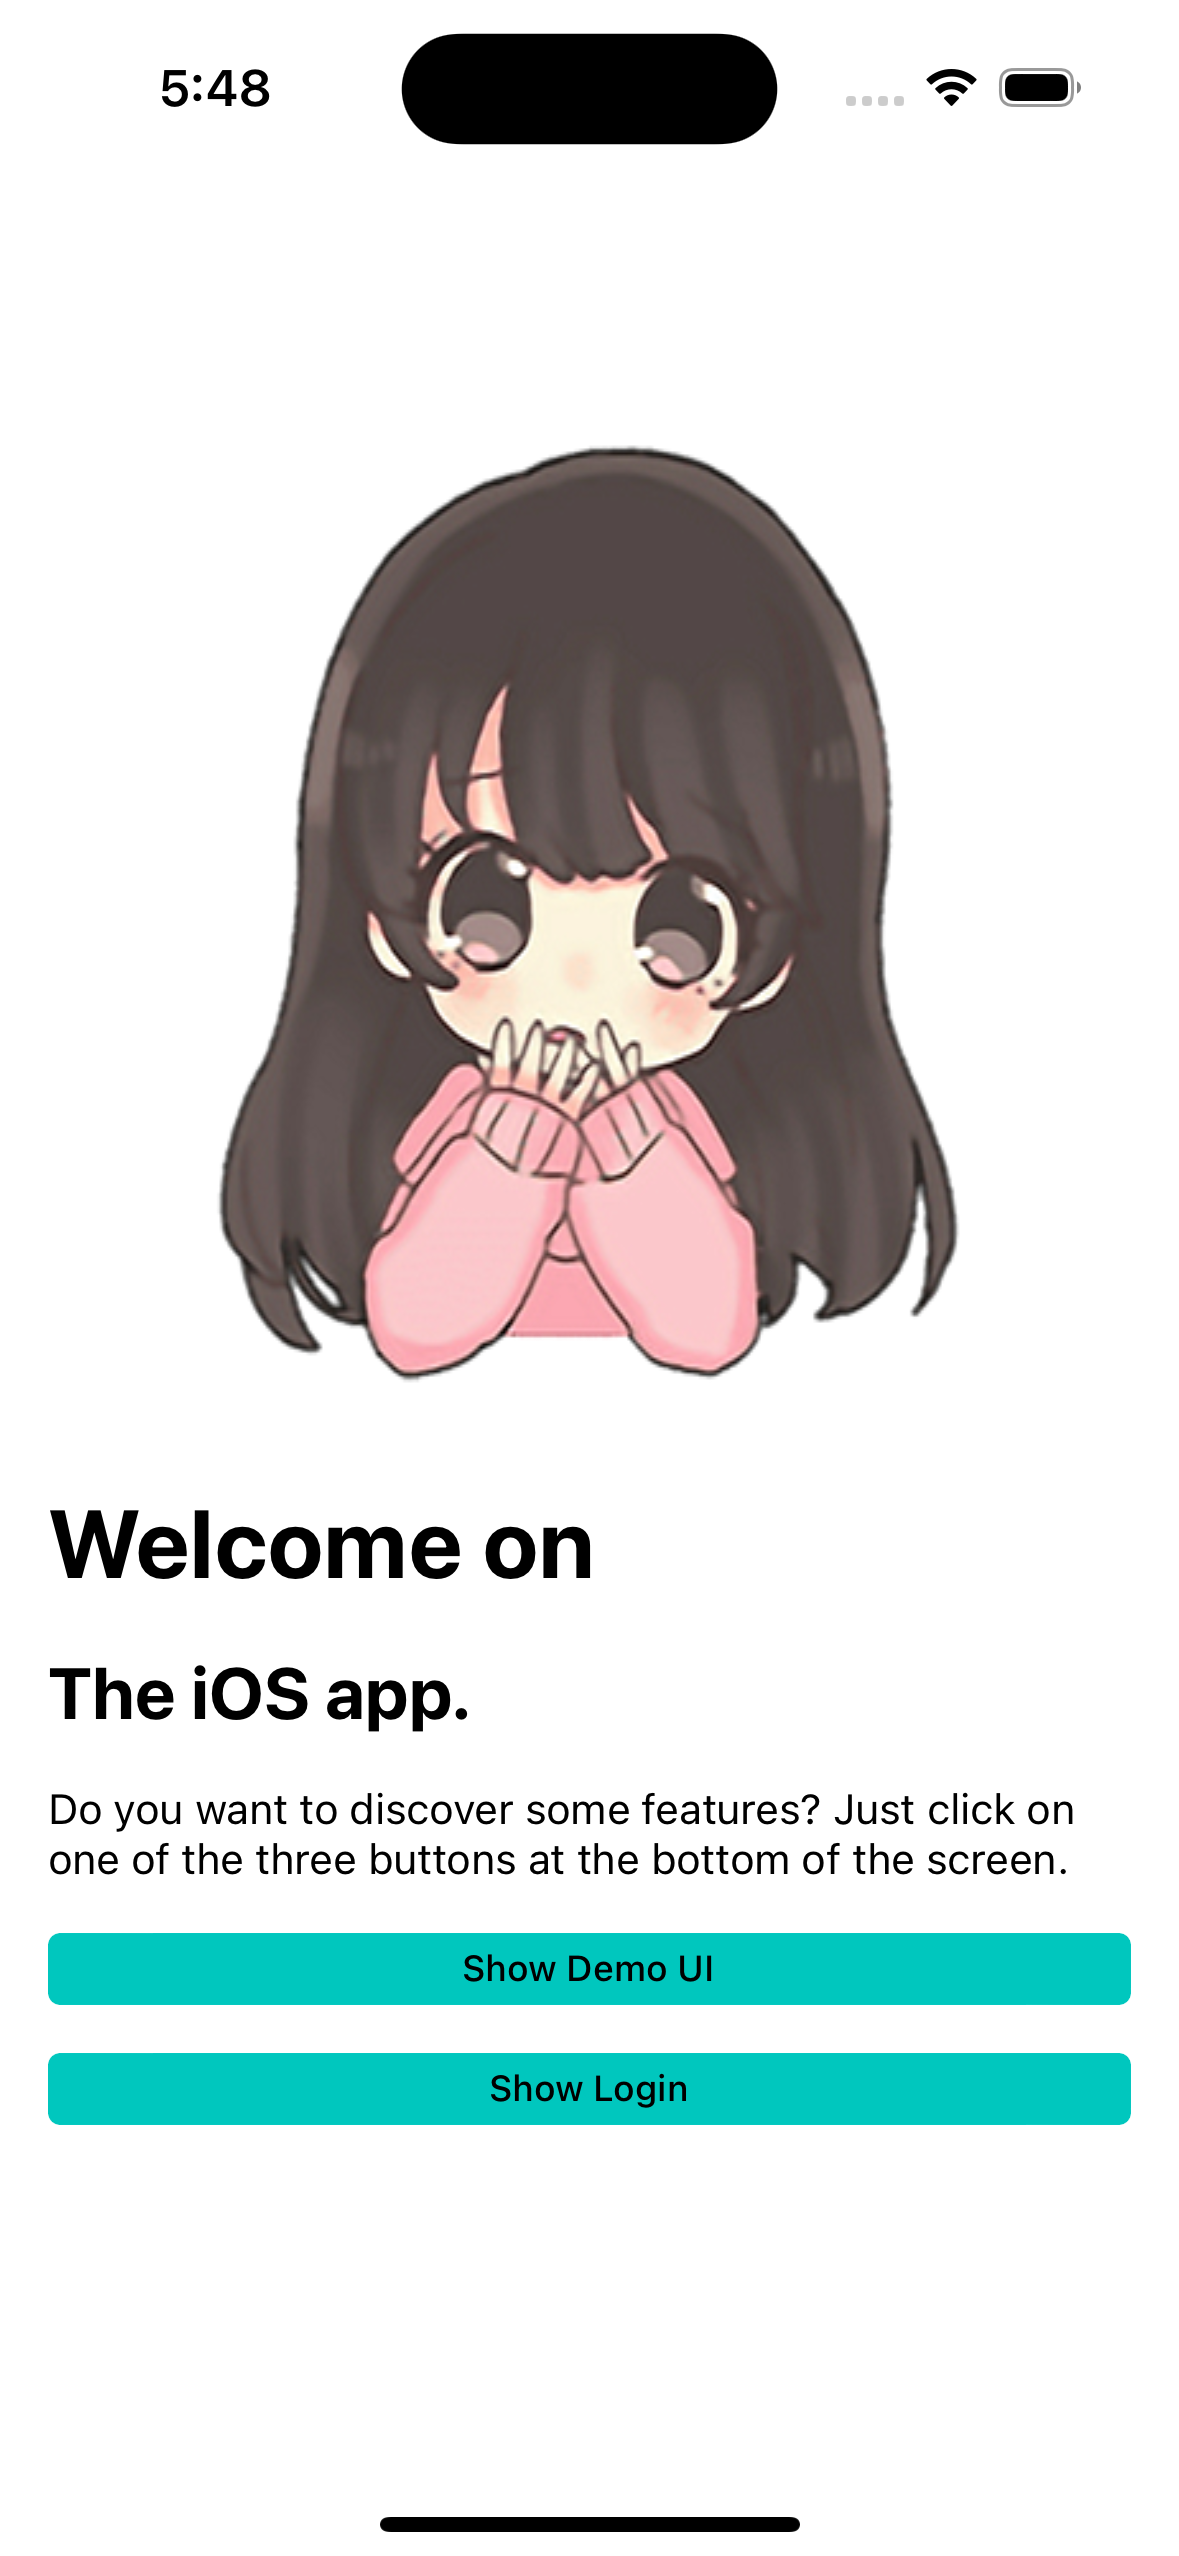 5:48
Welcome on
The iOS app.
Do you want to discover some features? Just click on
one of the three buttons at the bottom of the screen.
Show Demo UI
Show Login